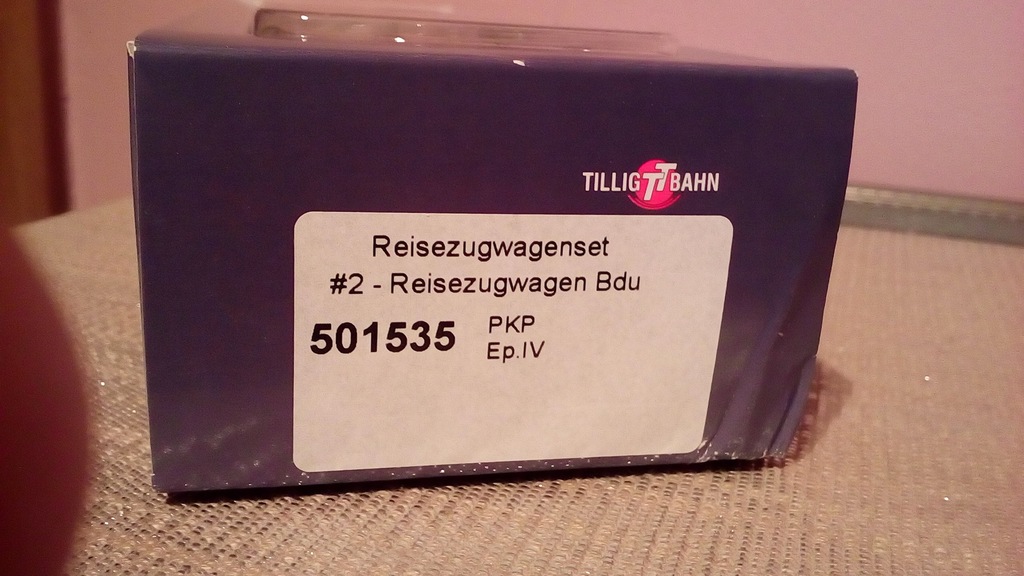 TILLIG TT BAHN
Reisezugwagenset
#2 - Reisezugwagen Bdu
501535 PKP
Ep.IV